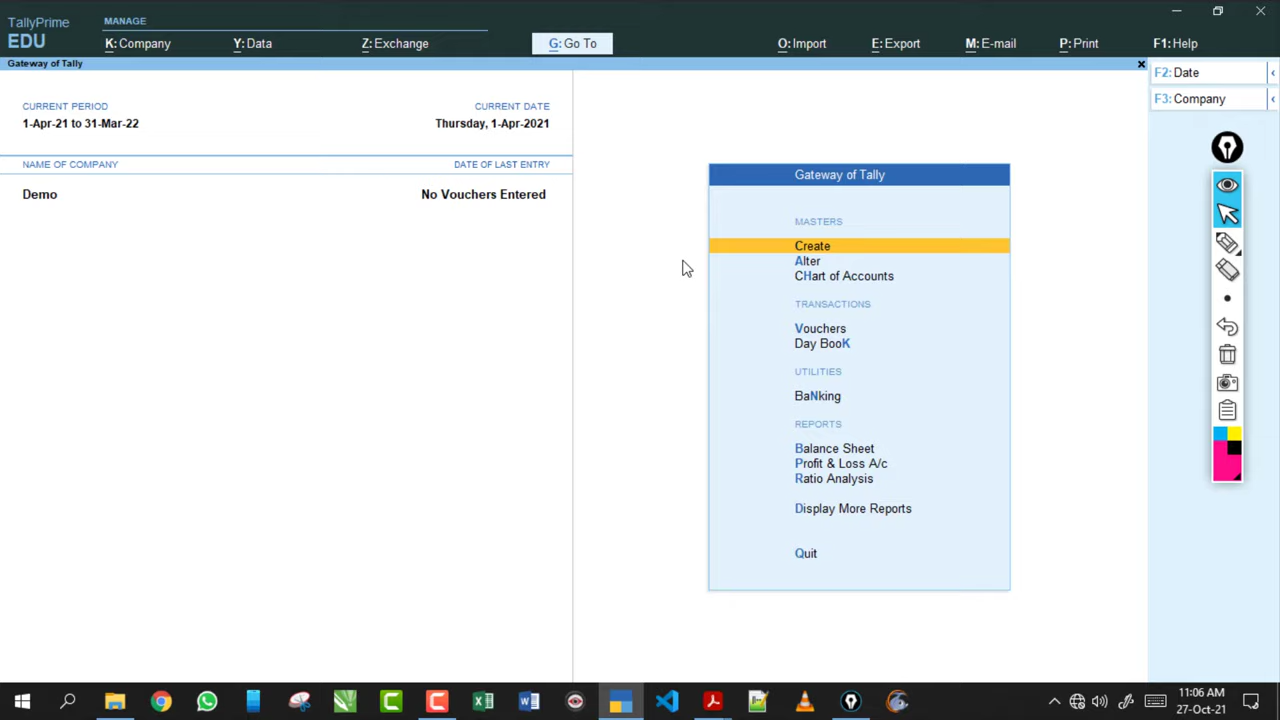 TallyPrime
EDU
MANAGE
K: Company
Y: Data
Z: Exchange
G: Go To
O: Import
E: Export
M: E-mail
P: Print
F1: Help
Gateway of Tally
F2: Date
F3: Company
CURRENT PERIOD
CURRENT DATE
1-Apr-21 to 31-Mar-22
Thursday, 1-Apr-2021
NAME OF COMPANY
DATE OF LAST ENTRY
Demo
No Vouchers Entered
Gateway of Tally
MASTERS
Create
Alter
CHart of Accounts
TRANSACTIONS
Vouchers
Day BooK
UTILITIES
BaNking
REPORTS
Balance Sheet
Profit & Loss A/c
Ratio Analysis
Display More Reports
Quit
11:06 AM
27-Oct-21